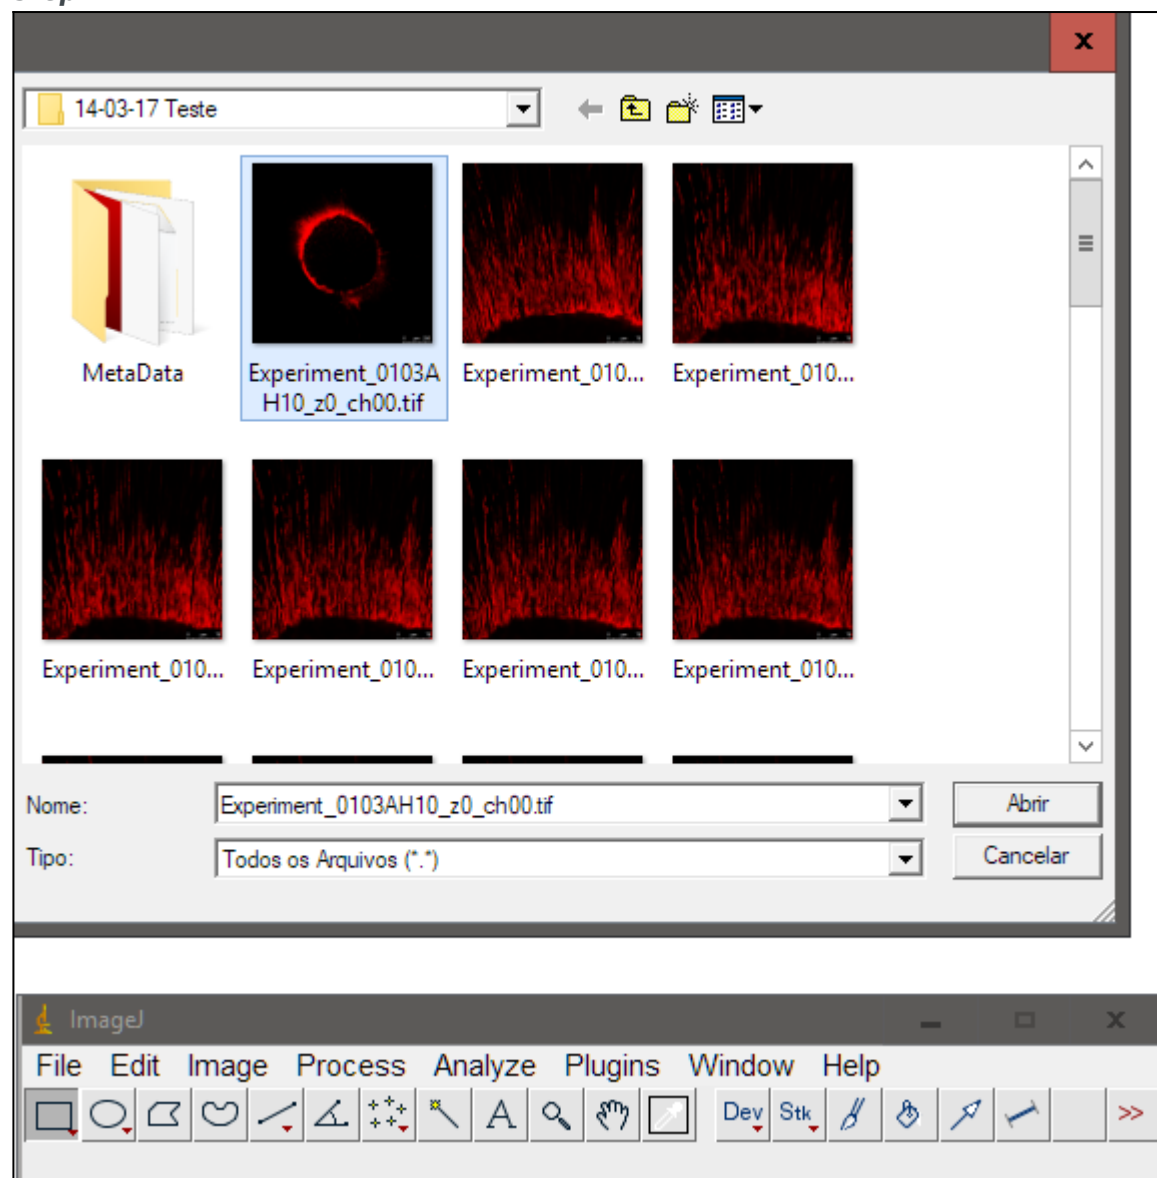 14-03-17 Teste
MetaData
Experiment_0103A
H10_z0_ch00.tif
Experiment_010...
Experiment_010...
Experiment_010...
Experiment_010...
Experiment_010...
Experiment_010...
Nome:
Experiment_0103AH10_z0_ch00.tif
Abrir
Tipo:
Todos os Arquivos (*.*)
Cancelar
ImageJ
File Edit Image Process Analyze Plugins Window Help
A Dev Stk >>